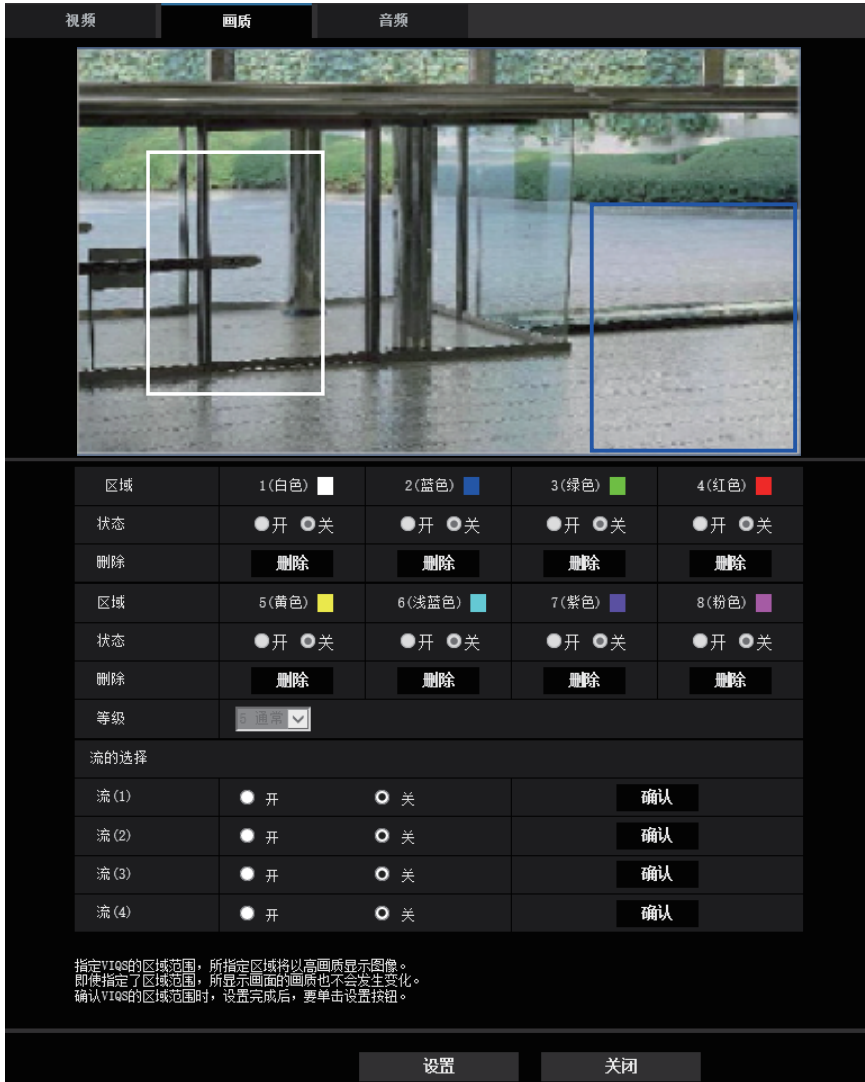 视频 画质 音频
区域 1(白色) 2(蓝色) 3(绿色) 4(红色)
状态 开 关 开 关 开 关 开 关
删除 删除 删除 删除 删除
区域 5(黄色) 6(浅蓝色) 7(紫色) 8(粉色)
状态 开 关 开 关 开 关 开 关
删除 删除 删除 删除 删除
等级 5 通常
流的选择
流(1) 开 关 确认
流(2) 开 关 确认
流(3) 开 关 确认
流(4) 开 关 确认
指定VIQS的区域范围，所指定区域将以高画质显示图像。
即使指定了区域范围，所显示画面的画质也不会发生变化。
确认VIQS的区域范围时，设置完成后，要单击设置按钮。
设置 关闭